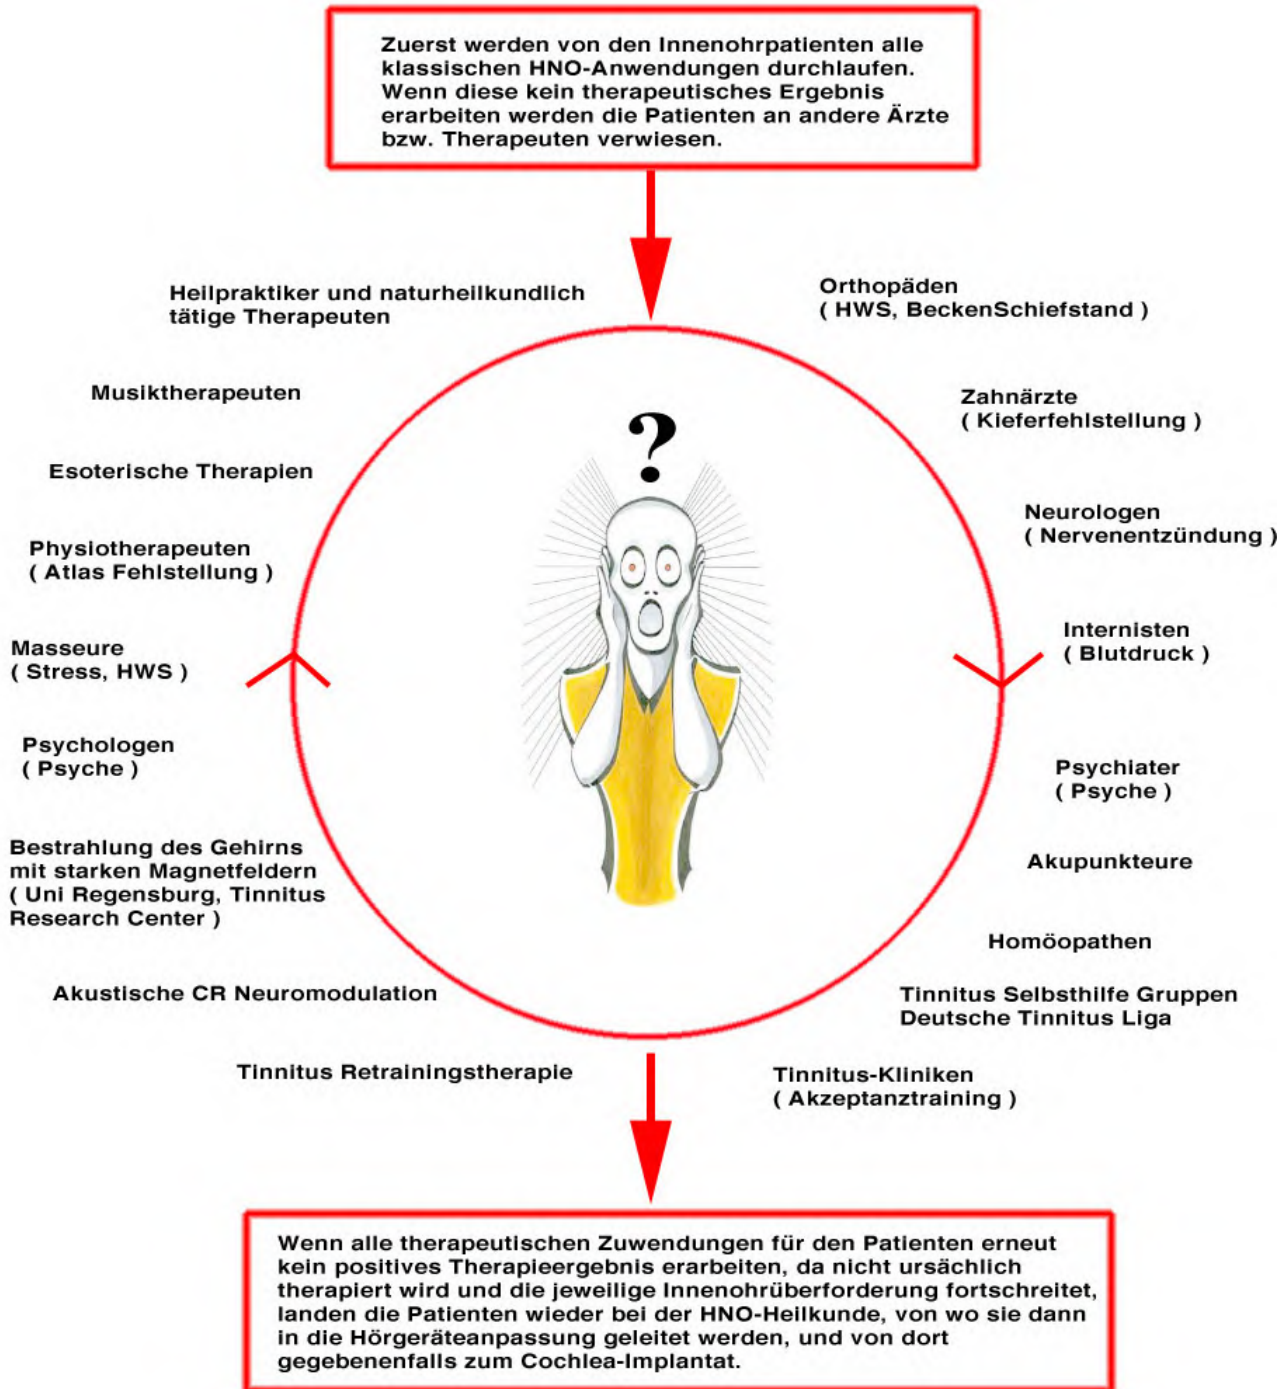 Zuerst werden von den Innenohrpatienten alle
klassischen HNO-Anwendungen durchlaufen.
Wenn diese kein therapeutisches Ergebnis
erarbeiten werden die Patienten an andere Ärzte
bzw. Therapeuten verwiesen.
Orthopäden
( HWS, BeckenSchiefstand )
Zahnärzte
( Kieferfehlstellung )
Neurologen
( Nervenentzündung )
Internisten
( Blutdruck )
Psychiater
( Psyche )
Akupunkteure
Homöopathen
Tinnitus Selbsthilfe Gruppen
Deutsche Tinnitus Liga
Tinnitus-Kliniken
( Akzeptanztraining )
Tinnitus Retrainingstherapie
Akustische CR Neuromodulation
Bestrahlung des Gehirns
mit starken Magnetfeldern
( Uni Regensburg, Tinnitus
Research Center )
Psychologen
( Psyche )
Masseure
( Stress, HWS )
Physiotherapeuten
( Atlas Fehlstellung )
Esoterische Therapien
Musiktherapeuten
Heilpraktiker und naturheilkundlich
tätige Therapeuten
?
Wenn alle therapeutischen Zuwendungen für den Patienten erneut
kein positives Therapieergebnis erarbeiten, da nicht ursächlich
therapiert wird und die jeweilige Innenohrüberforderung fortschreitet,
landen die Patienten wieder bei der HNO-Heilkunde, von wo sie dann
in die Hörgeräteanpassung geleitet werden, und von dort
gegebenenfalls zum Cochlea-Implantat.